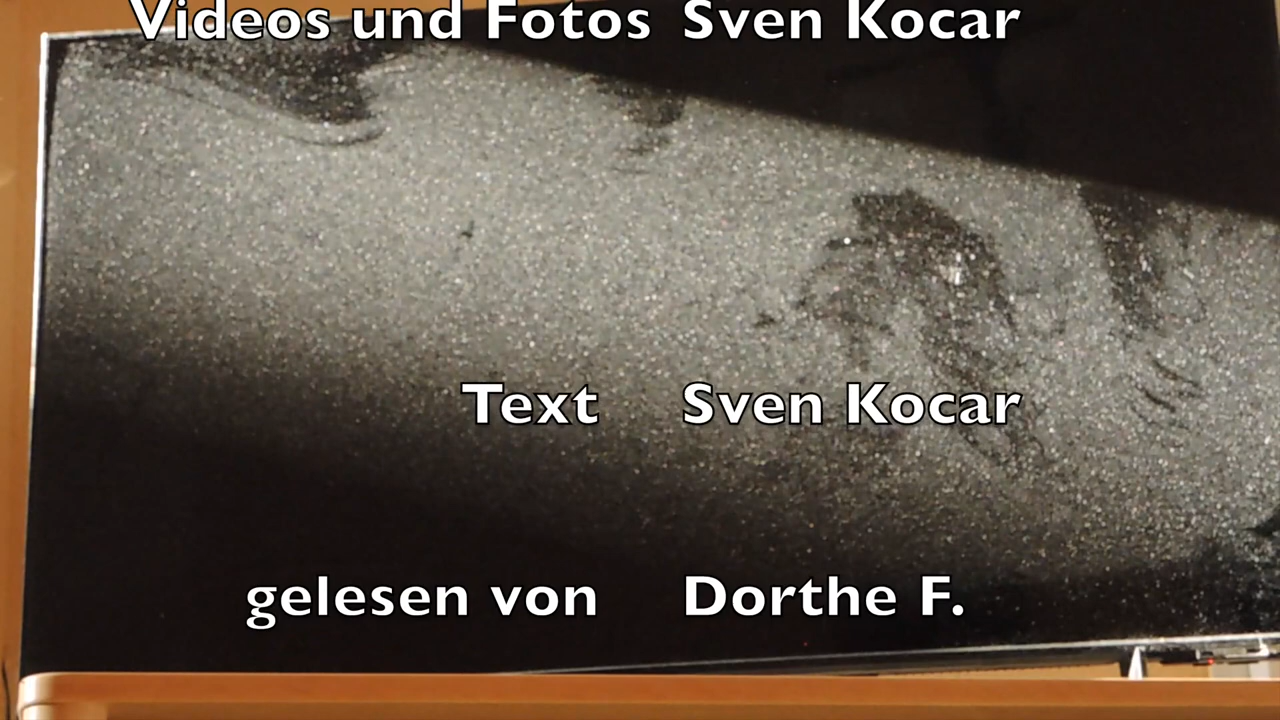 Videos und Fotos Sven Kocar
Text Sven Kocar
gelesen von Dorthe F.